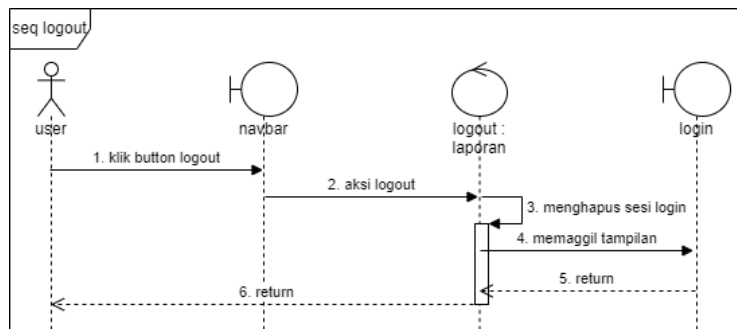 seq logout
user
navbar
logout :
laporan
login
1. klik button logout
2. aksi logout
3. menghapus sesi login
4. memaggil tampilan
5. return
6. return